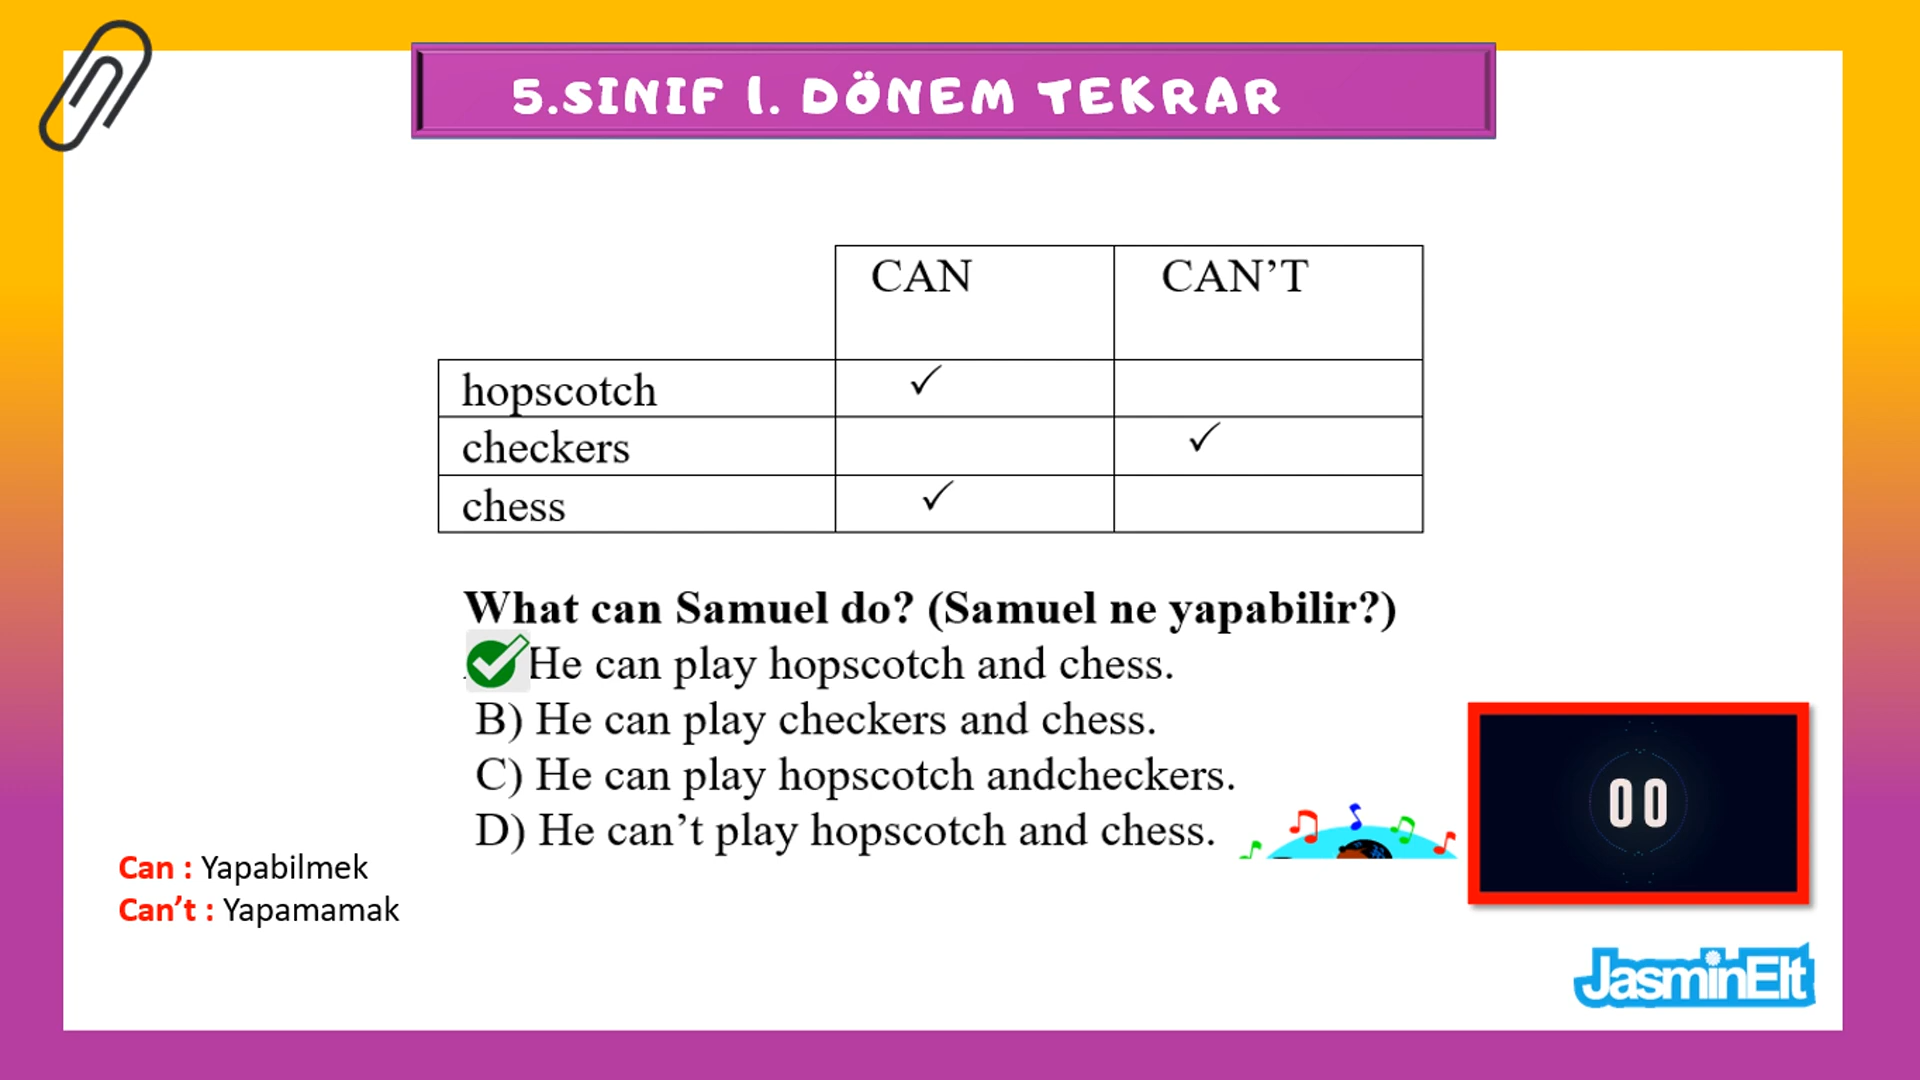 5.SINIF 1. DÖNEM TEKRAR
CAN CAN’T
hopscotch ✓
checkers ✓
chess ✓
What can Samuel do? (Samuel ne yapabilir?)
He can play hopscotch and chess.
B) He can play checkers and chess.
C) He can play hopscotch andcheckers.
D) He can’t play hopscotch and chess.
Can : Yapabilmek
Can’t : Yapamamak
00
JasminElt